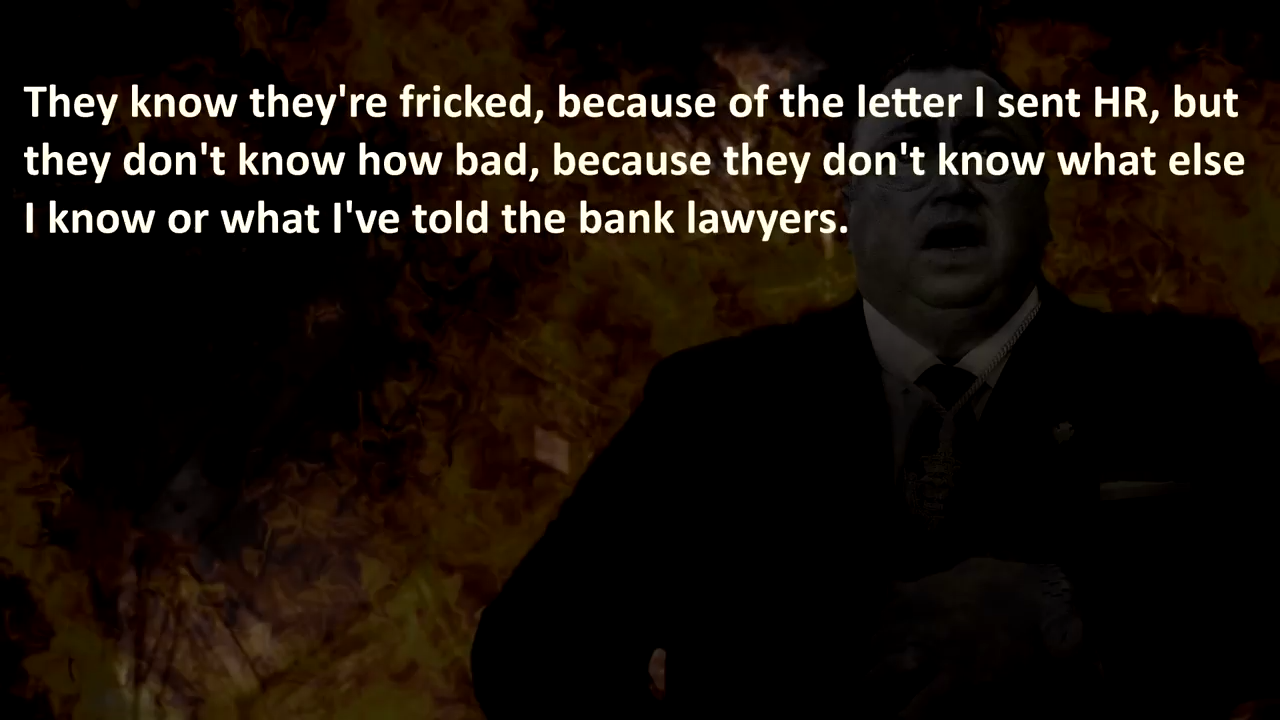 They know they're fricked, because of the letter I sent HR, but
they don't know how bad, because they don't know what else
I know or what I've told the bank lawyers.